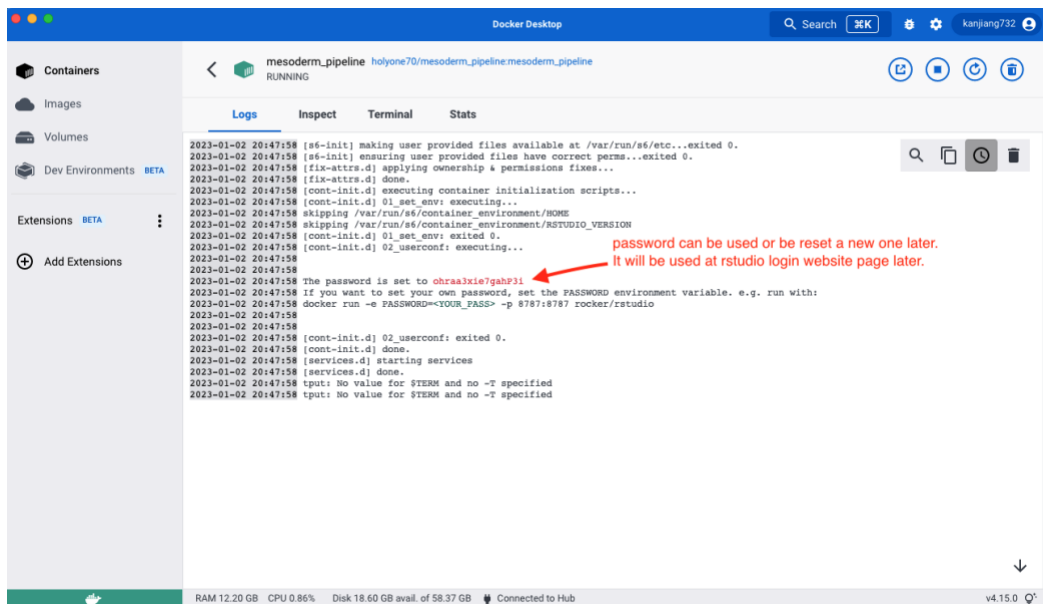 Docker Desktop
Search
⌘K
kanjiang732
Containers
Images
Volumes
Dev Environments BETA
Extensions BETA
Add Extensions
mesoderm_pipeline holyone70/mesoderm_pipeline:mesoderm_pipeline
RUNNING
Logs Inspect Terminal Stats
2023-01-02 20:47:58 [s6-init] making user provided files available at /var/run/s6/etc...exited 0.
2023-01-02 20:47:58 [s6-init] ensuring user provided files have correct perms...exited 0.
2023-01-02 20:47:58 [fix-attrs.d] applying ownership & permissions fixes...
2023-01-02 20:47:58 [fix-attrs.d] done.
2023-01-02 20:47:58 [cont-init.d] executing container initialization scripts...
2023-01-02 20:47:58 [cont-init.d] 01_set_env: executing...
2023-01-02 20:47:58 skipping /var/run/s6/container_environment/HOME
2023-01-02 20:47:58 skipping /var/run/s6/container_environment/RSTUDIO_VERSION
2023-01-02 20:47:58 [cont-init.d] 01_set_env: exited 0.
2023-01-02 20:47:58 [cont-init.d] 02_userconf: executing...
2023-01-02 20:47:58
2023-01-02 20:47:58
2023-01-02 20:47:58 The password is set to ohraa3xie7gahP3i
2023-01-02 20:47:58 If you want to set your own password, set the PASSWORD environment variable. e.g. run with:
2023-01-02 20:47:58 docker run -e PASSWORD=<YOUR_PASS> -p 8787:8787 rocker/rstudio
2023-01-02 20:47:58
2023-01-02 20:47:58
2023-01-02 20:47:58 [cont-init.d] 02_userconf: exited 0.
2023-01-02 20:47:58 [cont-init.d] done.
2023-01-02 20:47:58 [services.d] starting services
2023-01-02 20:47:58 [services.d] done.
2023-01-02 20:47:58 tput: No value for $TERM and no -T specified
2023-01-02 20:47:58 tput: No value for $TERM and no -T specified
password can be used or be reset a new one later.
It will be used at rstudio login website page later.
RAM 12.20 GB CPU 0.86% Disk 18.60 GB avail. of 58.37 GB Connected to Hub
v4.15.0